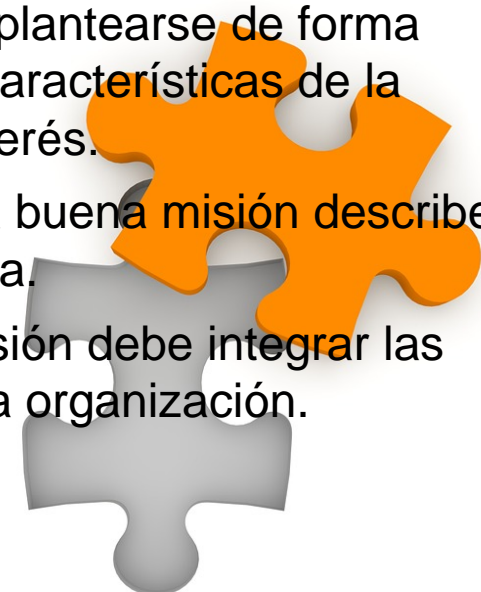 plantearse de forma
aracterísticas de la
erés.
buena misión describe
a.
sión debe integrar las
a organización.